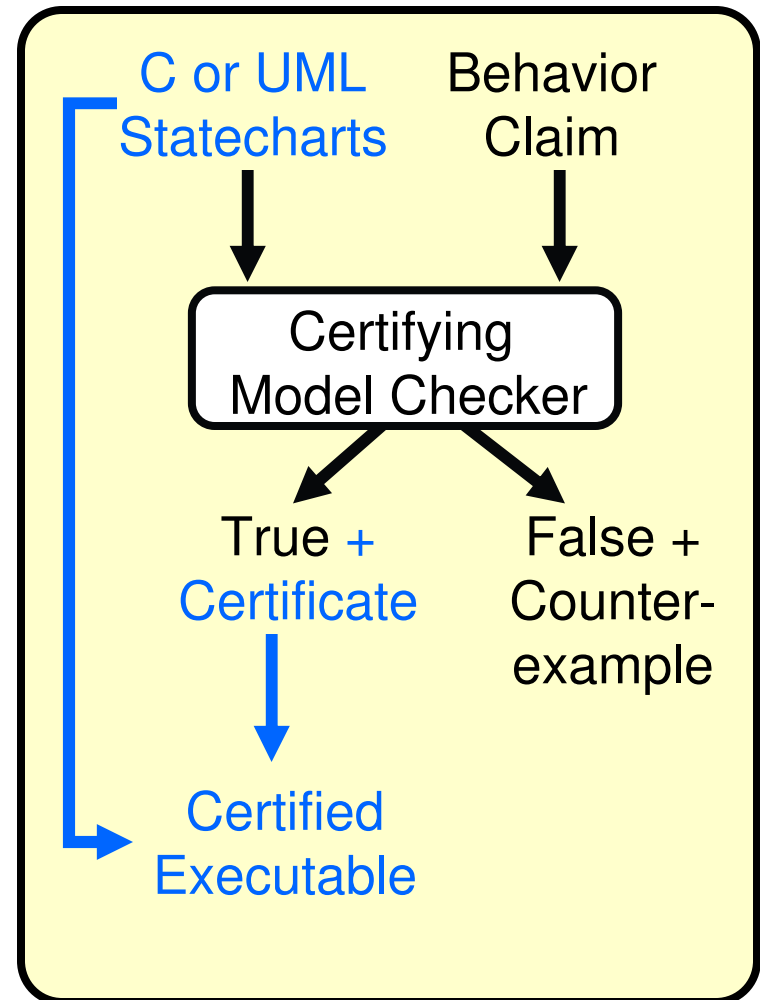 C or UML
Statecharts
Behavior
Claim
Certifying
Model Checker
True +
Certificate
False +
Counter-
example
Certified
Executable